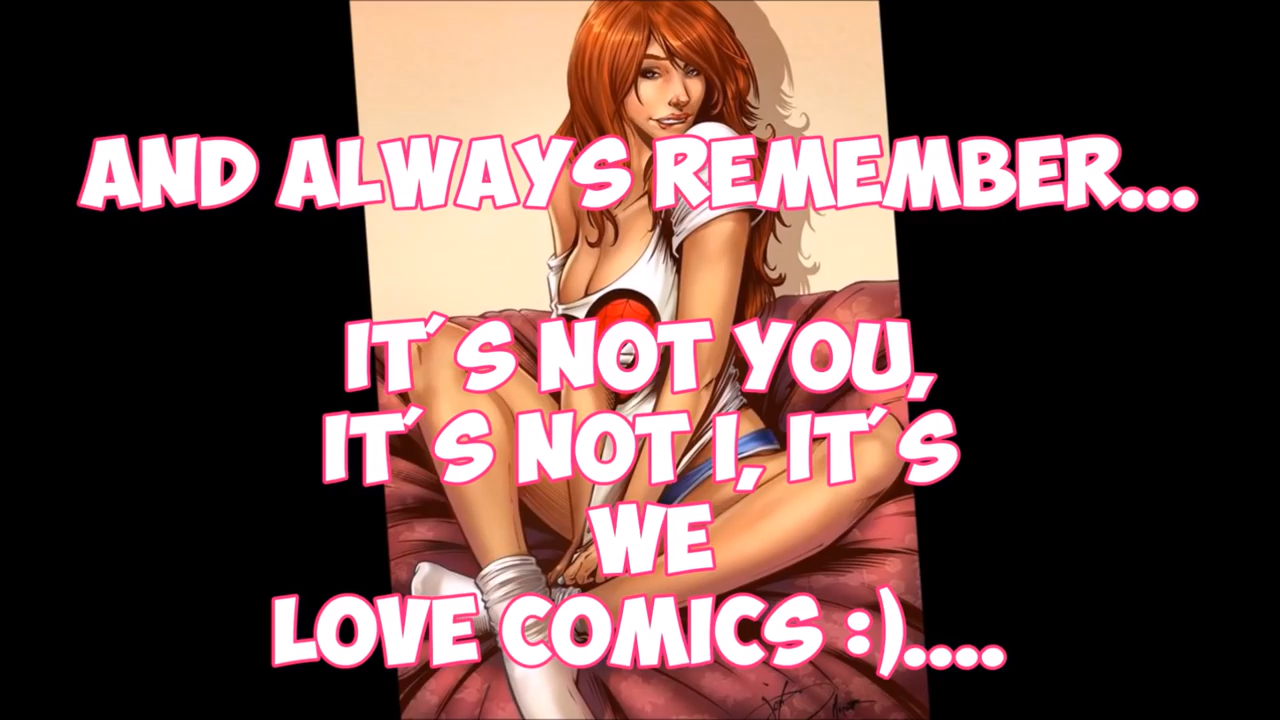 AND ALWAYS REMEMBER...
IT'S NOT YOU,
IT'S NOT I, IT'S
WE
LOVE COMICS :)....